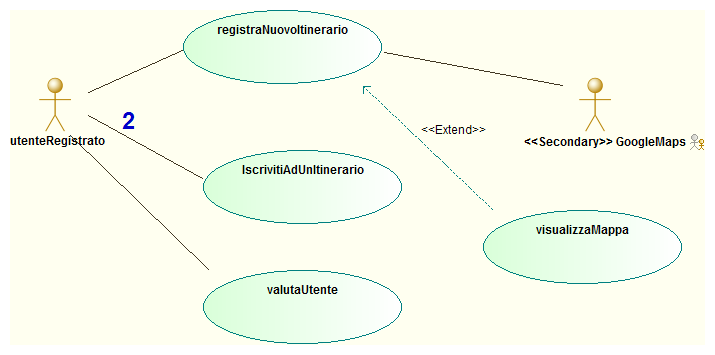 registraNuovoItinerario
2
<<Extend>>
utenteRegistrato
<<Secondary>> GoogleMaps
IscrivitiAdUnItinerario
visualizzaMappa
valutaUtente